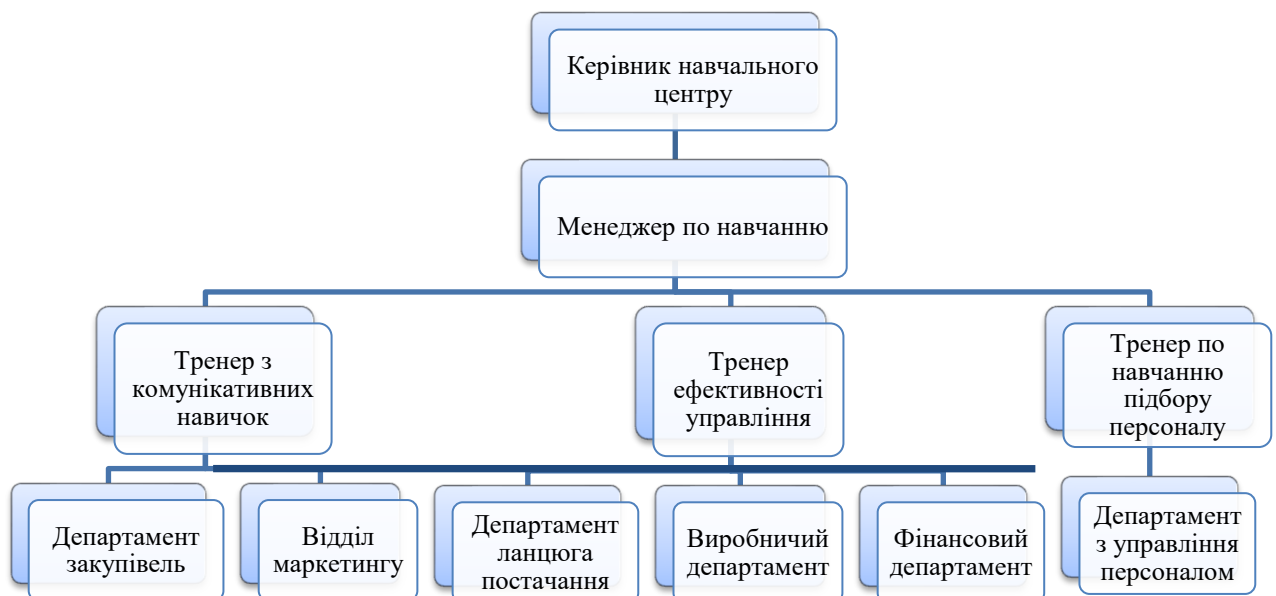 Керівник навчального
центру
Менеджер по навчанню
Тренер з
комунікативних
навичок
Тренер
ефективності
управління
Тренер по
навчанню
підбору
персоналу
Департамент
закупівель
Відділ
маркетингу
Департамент
ланцюга
постачання
Виробничий
департамент
Фінансовий
департамент
Департамент
з управління
персоналом